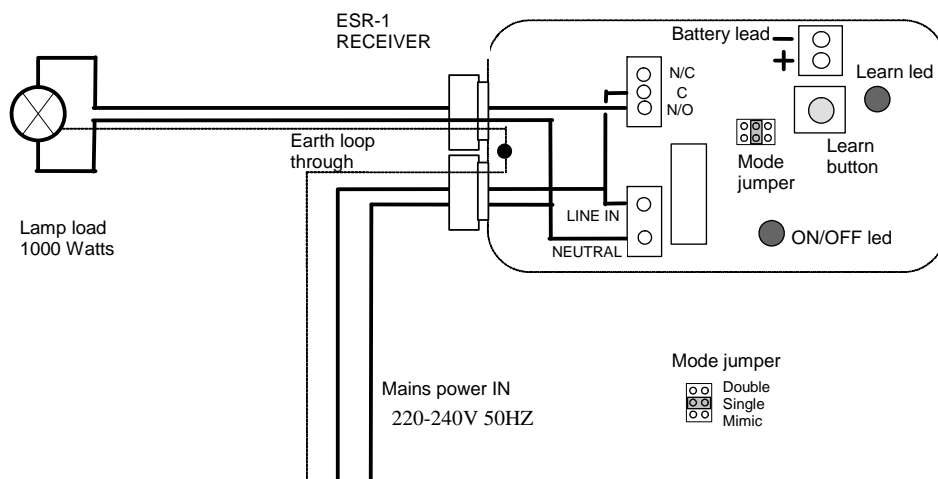 ESR-1
RECEIVER
Battery lead
N/C
C
N/O
Learn led
Learn
button
Mode
jumper
Earth loop
through
Lamp load
1000 Watts
LINE IN
NEUTRAL
ON/OFF led
Mode jumper
Double
Single
Mimic
Mains power IN
220-240V 50HZ